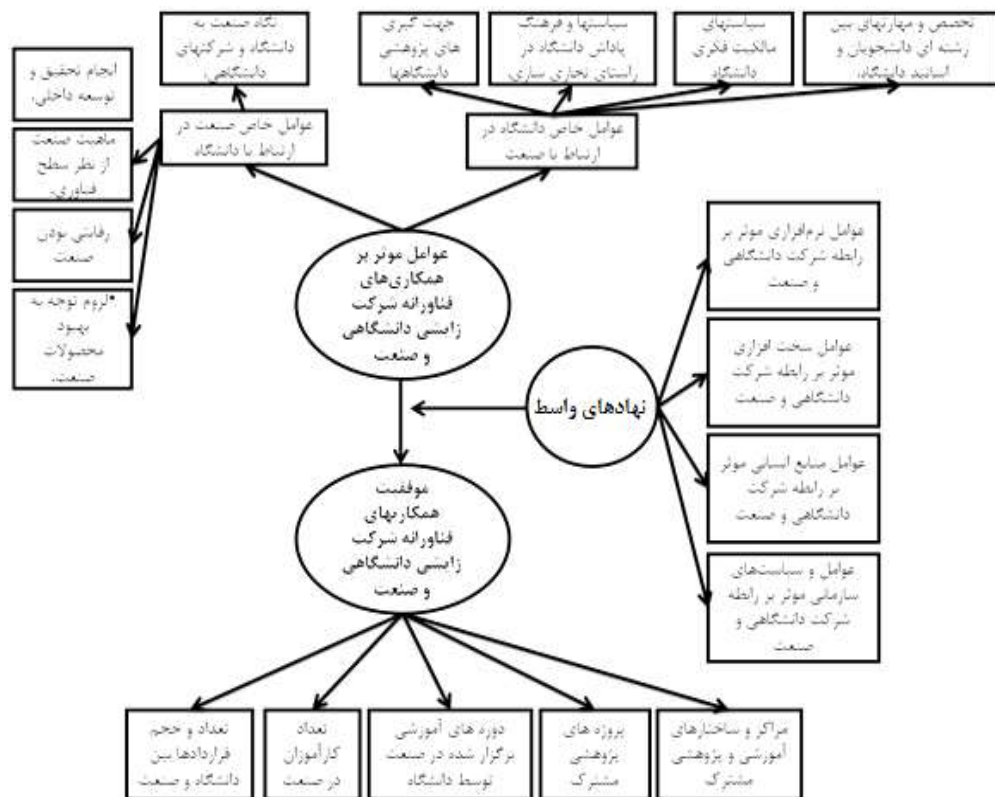 تخصص و مهارتهای بین
رشته ای دانشجویان و
اساتید دانشگاه.
سیاستهای
مالکیت فکری
دانشگاه
سیاستها و فرهنگ
پاداش دانشگاه در
راستای تجاری سازی.
جهت گیری
های پژوهشی
دانشگاهها
نگاه صنعت به
دانشگاه و شرکتهای
دانشگاهی.
انجام تحقیق و
توسعه داخلی.
عوامل خاص دانشگاه در
ارتباط با صنعت
عوامل خاص صنعت در
ارتباط با دانشگاه
ماهیت صنعت
از نظر سطح
فناوری.
رقابتی بودن
صنعت
•لزوم توجه به
بهبود
محصولات
صنعت.
عوامل موثر بر
همکاری‌های
فناورانه شرکت
زایشی دانشگاهی
و صنعت
عوامل نرم‌افزاری موثر بر
رابطه شرکت دانشگاهی
و صنعت
عوامل سخت افزاری
موثر بر رابطه شرکت
دانشگاهی و صنعت
نهادهای واسط
عوامل منابع انسانی موثر
بر رابطه شرکت
دانشگاهی و صنعت
عوامل و سیاست‌های
سازمانی موثر بر رابطه
شرکت دانشگاهی و
صنعت
موفقیت
همکاریهای
فناورانه شرکت
زایشی دانشگاهی
و صنعت
مراکز و ساختارهای
آموزشی و پژوهشی
مشترک
پروژه های
پژوهشی
مشترک
دوره های آموزشی
برگزار شده در صنعت
توسط دانشگاه
تعداد
کارآموزان
در صنعت
تعداد و حجم
قراردادها بین
دانشگاه و صنعت